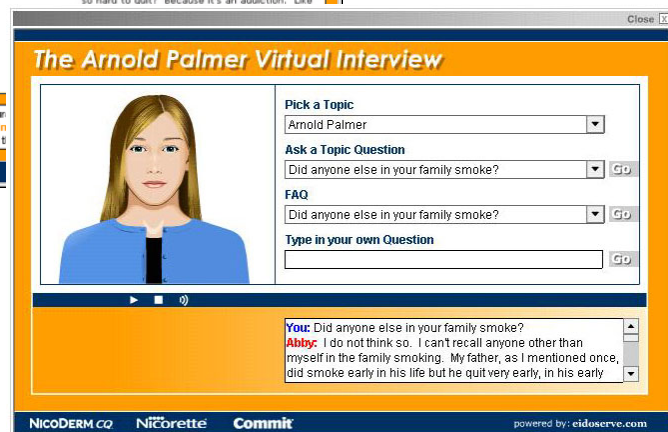 so hard to quit? Because it's an addiction. Like
Close X
The Arnold Palmer Virtual Interview
Pick a Topic
Arnold Palmer
Ask a Topic Question
Did anyone else in your family smoke?
Go
FAQ
Did anyone else in your family smoke?
Go
Type in your own Question
Go
You: Did anyone else in your family smoke?
Abby: I do not think so. I can't recall anyone other than
myself in the family smoking. My father, as I mentioned once,
did smoke early in his life but he quit very early, in his early
NICODERM CQ Nicorette Commit
powered by: eidoserve.com